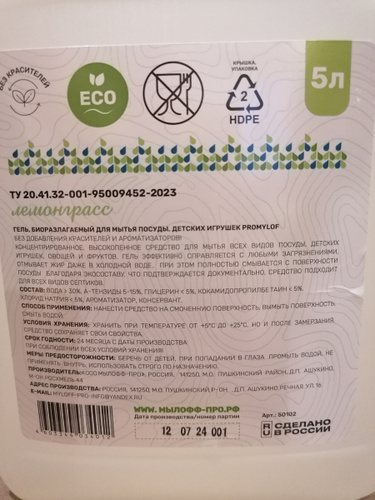 БЕЗ КРАСИТЕЛЕЙ
ECO
КРЫШКА,
УПАКОВКА
2
HDPE
5л
ТУ 20.41.32-001-95009452-2023
лемонграсс
ГЕЛЬ, БИОРАЗЛАГАЕМЫЙ ДЛЯ МЫТЬЯ ПОСУДЫ, ДЕТСКИХ ИГРУШЕК PROMYLOF
БЕЗ ДОБАВЛЕНИЯ КРАСИТЕЛЕЙ И АРОМАТИЗАТОРОВ!
КОНЦЕНТРИРОВАННОЕ, ВЫСОКОПЕННОЕ СРЕДСТВО ДЛЯ МЫТЬЯ ВСЕХ ВИДОВ ПОСУДЫ, ДЕТСКИХ
ИГРУШЕК, ОВОЩЕЙ И ФРУКТОВ. ГЕЛЬ ЭФФЕКТИВНО СПРАВЛЯЕТСЯ С ЛЮБЫМИ ЗАГРЯЗНЕНИЯМИ,
ОТМЫВАЕТ ЖИР ДАЖЕ В ХОЛОДНОЙ ВОДЕ, ПРИ ЭТОМ ПОЛНОСТЬЮ СМЫВАЕТСЯ С ПОВЕРХНОСТИ
ПОСУДЫ БЛАГОДАРЯ ЭКОСОСТАВУ, ЧТО ПОДТВЕРЖДАЕТСЯ ДОКУМЕНТАЛЬНО. СРЕДСТВО ПОДХОДИТ
ДЛЯ ВСЕХ ВИДОВ СЕПТИКОВ.
СОСТАВ: ВОДА > 30%, А-ТЕНЗИДЫ 5-15%, ГЛИЦЕРИН < 5%, КОКАМИДОПРОПИЛБЕТАИН < 5%,
ХЛОРИД НАТРИЯ < 5%, АРОМАТИЗАТОР, КОНСЕРВАНТ.
СПОСОБ ПРИМЕНЕНИЯ: НАНЕСТИ СРЕДСТВО НА СМОЧЕННУЮ ПОВЕРХНОСТЬ, ВЫМЫТЬ ПОВЕРХНОСТЬ,
СМЫТЬ ВОДОЙ.
УСЛОВИЯ ХРАНЕНИЯ: ХРАНИТЬ ПРИ ТЕМПЕРАТУРЕ ОТ +5°С ДО +25°С, НО И ПОСЛЕ ЗАМЕРЗАНИЯ,
СРЕДСТВО СОХРАНЯЕТ СВОИ СВОЙСТВА.
СРОК ГОДНОСТИ: 24 МЕСЯЦА С ДАТЫ ПРОИЗВОДСТВА
ПРИ СОБЛЮДЕНИИ ВСЕХ УСЛОВИЙ ХРАНЕНИЯ.
МЕРЫ ПРЕДОСТОРОЖНОСТИ: БЕРЕЧЬ ОТ ДЕТЕЙ, ПРИ ПОПАДАНИИ В ГЛАЗА, ПРОМЫТЬ ВОДОЙ, НЕ
ПРИМЕНЯТЬ ВНУТРЬ, ИСПОЛЬЗОВАТЬ СТРОГО ПО НАЗНАЧЕНИЮ.
ИЗГОТОВИТЕЛЬ: ООО МЫЛОФФ-ПРО, РОССИЯ, 141250, М.О. ПУШКИНСКИЙ РАЙОН, Д.П. АШУКИНО,
М-ОН РОСХМЕЛЬ 44
АДРЕС ПРОИЗВОДСТВА: РОССИЯ, 141250, М.О. ПУШКИНСКИЙ Р-ОН, Д.П. АШУКИНО РЕЧНАЯ УЛ. 16
E-MAIL: MYLOFF-PRO-INFO@YANDEX.RU
WWW.МЫЛОФФ-ПРО.РФ
Дата производства/номер партии
12 07 24 001
Арт.: 50102
RU
СДЕЛАНО
В РОССИИ